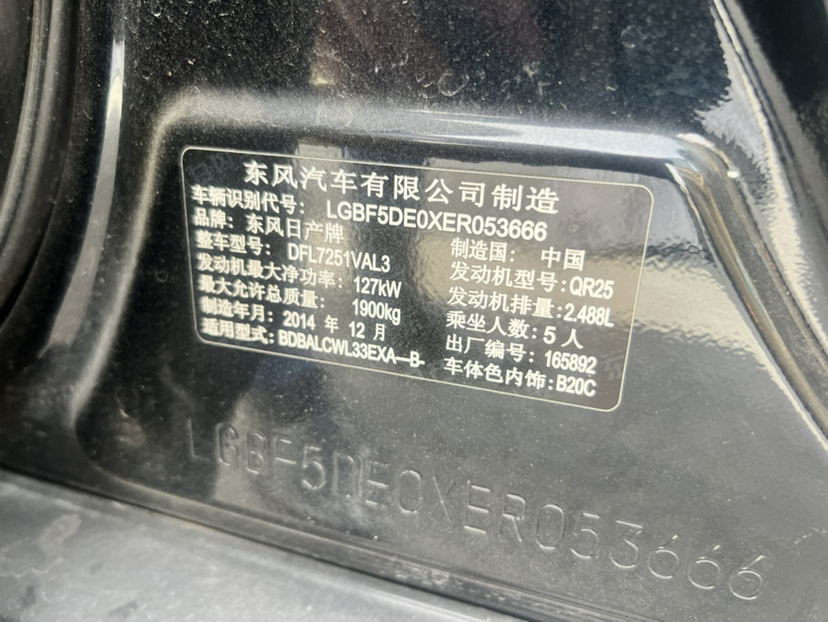 东风汽车有限公司制造
车辆识别代号: LGBF5DE0XER053666
品牌: 东风日产牌 制造国: 中国
整车型号: DFL7251VAL3 发动机型号: QR25
发动机最大净功率: 127kW 发动机排量: 2.488L
最大允许总质量: 1900kg 乘坐人数: 5 人
制造年月: 2014 年 12 月 出厂编号: 165892
适用型式: BDBALCWL33EXA—B- 车体色内饰: B20C
LGBF5DE0XER053666